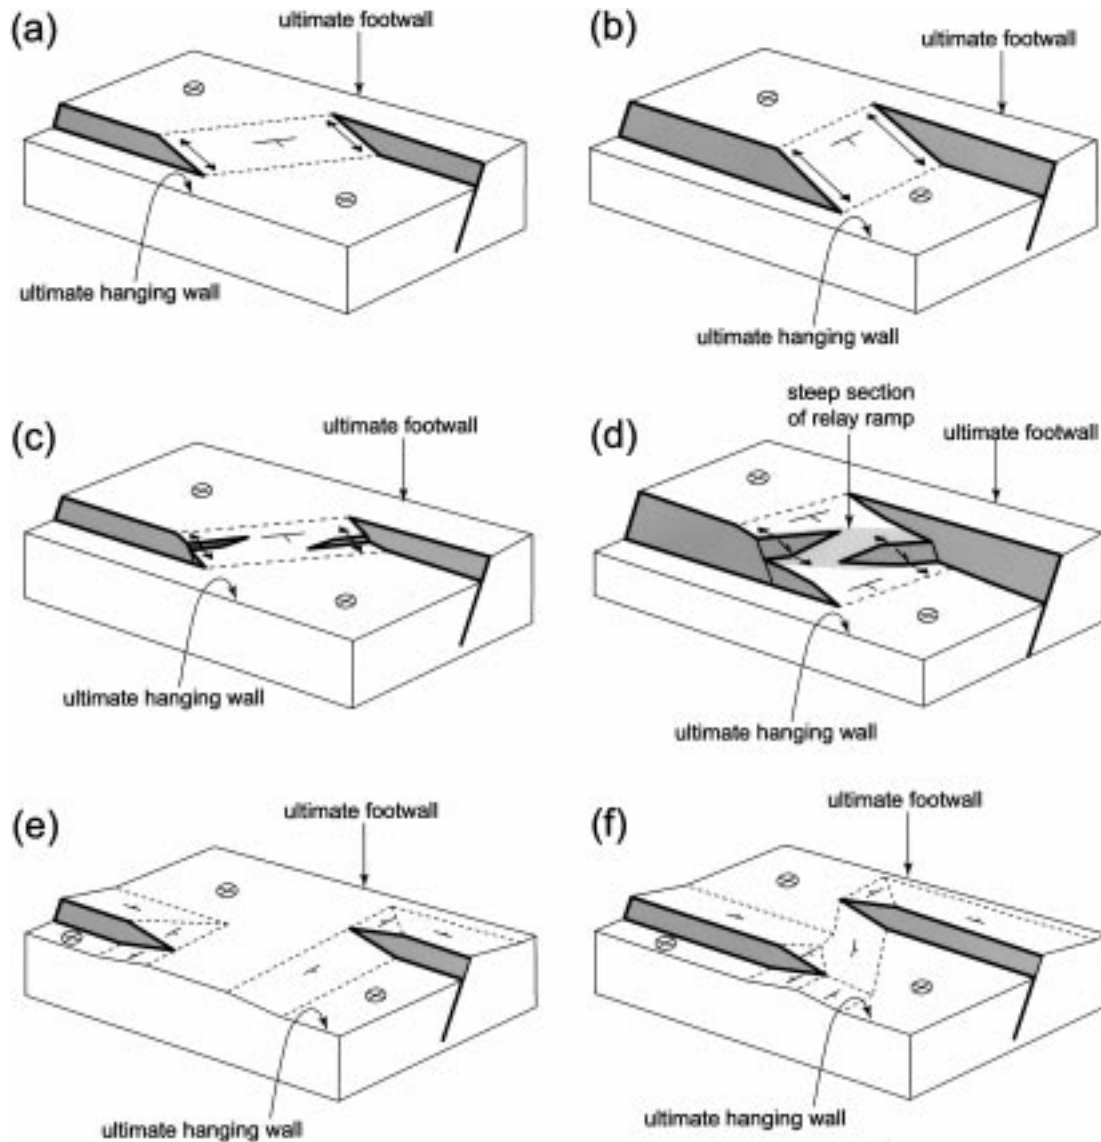 (a)
ultimate footwall
ultimate hanging wall
(b)
ultimate footwall
ultimate hanging wall
(c)
ultimate footwall
ultimate hanging wall
(d)
steep section
of relay ramp
ultimate footwall
ultimate hanging wall
(e)
ultimate footwall
ultimate hanging wall
(f)
ultimate footwall
ultimate hanging wall